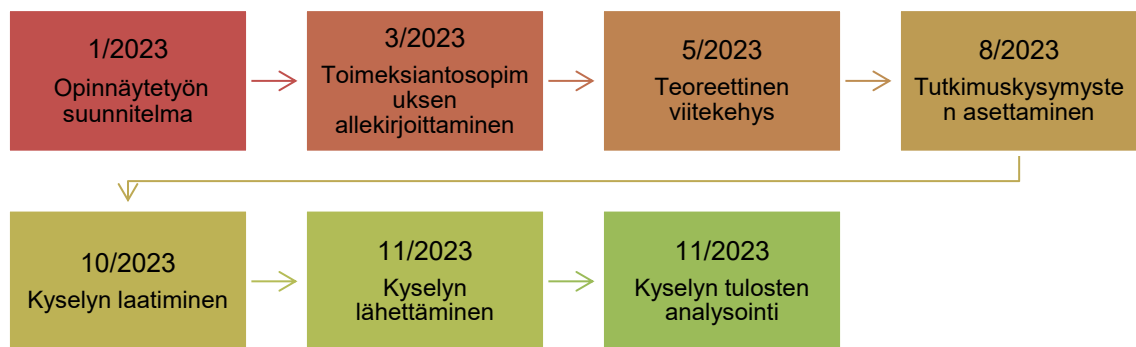 1/2023
Opinnäytetyön
suunnitelma
3/2023
Toimeksiantosopim
uksen
allekirjoittaminen
5/2023
Teoreettinen
viitekehys
8/2023
Tutkimuskysymyste
n asettaminen
10/2023
Kyselyn laatiminen
11/2023
Kyselyn
lähettäminen
11/2023
Kyselyn tulosten
analysointi